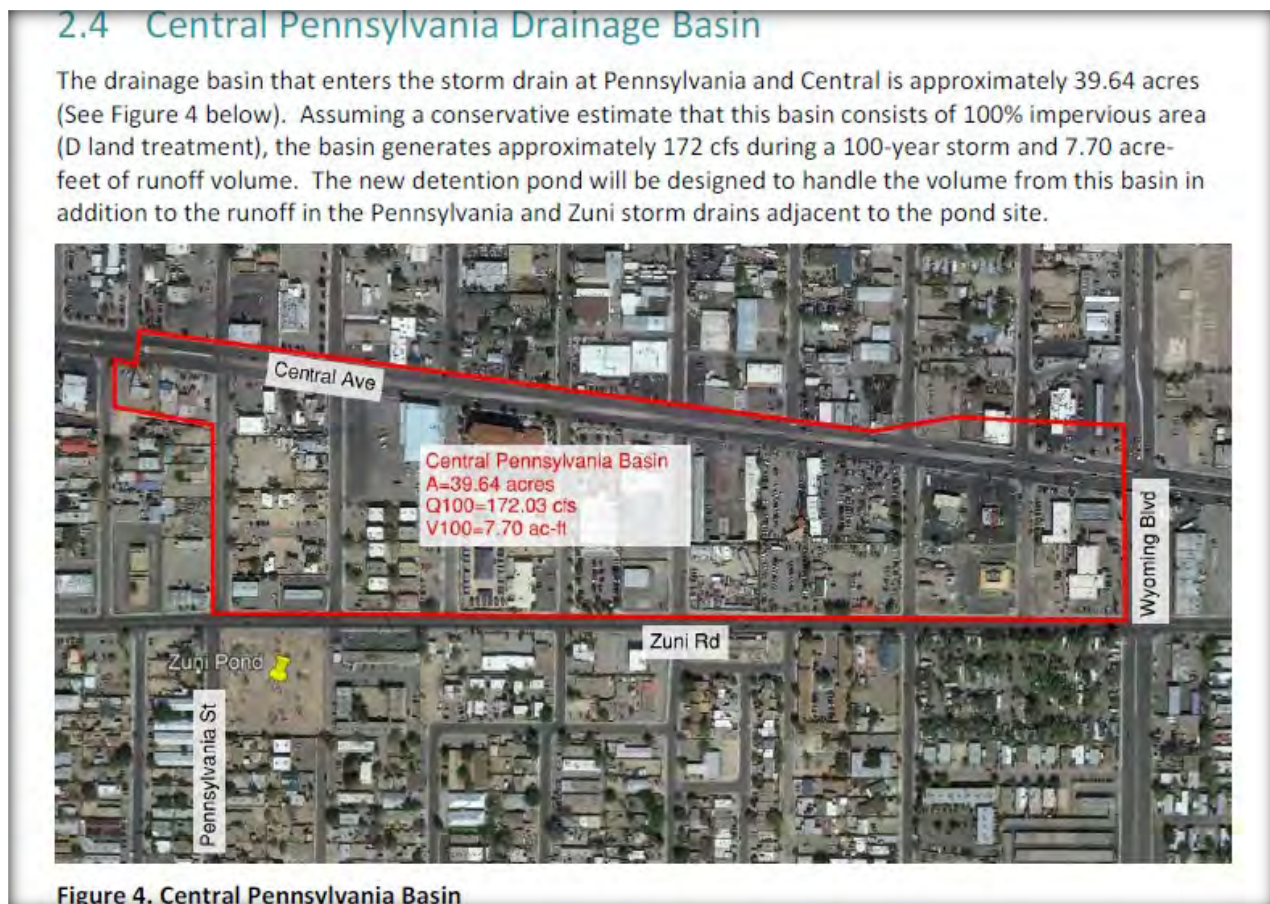 2.4 Central Pennsylvania Drainage Basin
The drainage basin that enters the storm drain at Pennsylvania and Central is approximately 39.64 acres
(See Figure 4 below). Assuming a conservative estimate that this basin consists of 100% impervious area
(D land treatment), the basin generates approximately 172 cfs during a 100-year storm and 7.70 acre-
feet of runoff volume. The new detention pond will be designed to handle the volume from this basin in
addition to the runoff in the Pennsylvania and Zuni storm drains adjacent to the pond site.
Central Ave
Central Pennsylvania Basin
A=39.64 acres
Q100=172.03 cfs
V100=7.70 ac-ft
Wyoming Blvd
Zuni Rd
Zuni Pond
Pennsylvania St
Figure 4. Central Pennsylvania Basin